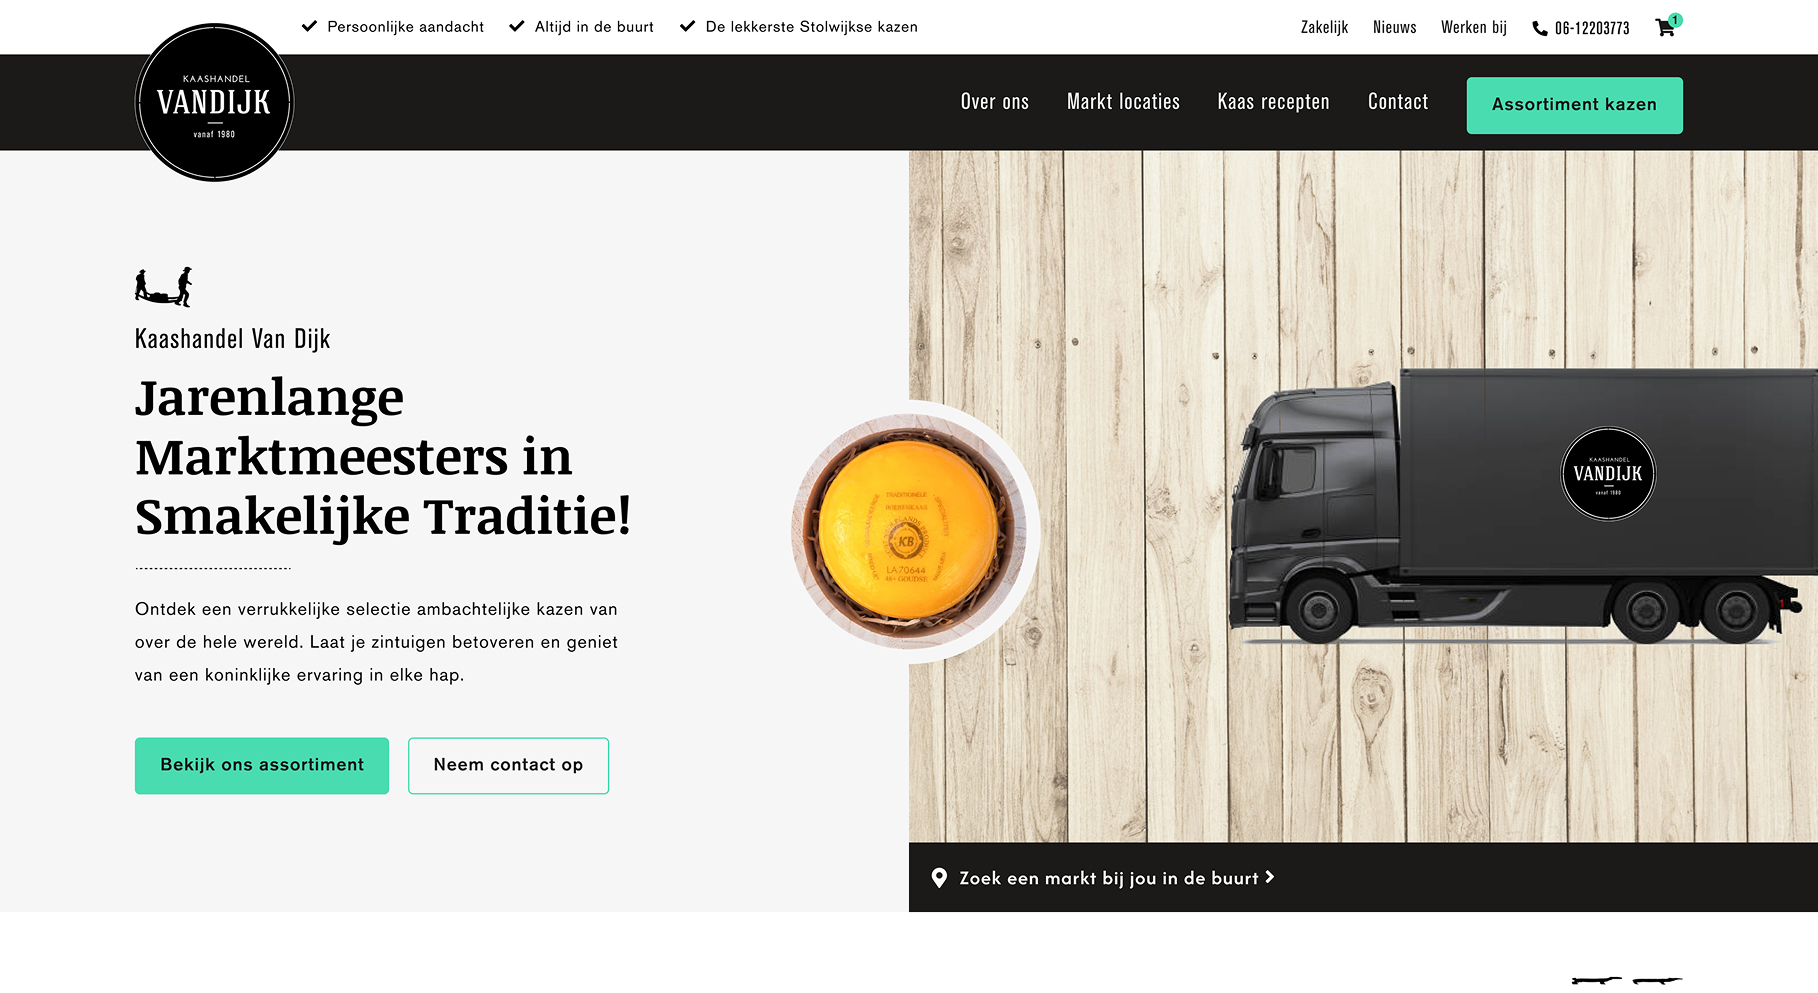 Persoonlijke aandacht
Altijd in de buurt
De lekkerste Stolwijkse kazen
Zakelijk
Nieuws
Werken bij
06-12203773
1
KAASHANDEL
VANDIJK
vanaf 1980
Over ons
Markt locaties
Kaas recepten
Contact
Assortiment kazen
Kaashandel Van Dijk
Jarenlange
Marktmeesters in
Smakelijke Traditie!
Ontdek een verrukkelijke selectie ambachtelijke kazen van
over de hele wereld. Laat je zintuigen betoveren en geniet
van een koninklijke ervaring in elke hap.
Bekijk ons assortiment
Neem contact op
TRADITIONELE
BOERENKAAS
KB
LA 70644
48+ GOUDSE
KAASHANDEL
VANDIJK
vanaf 1980
Zoek een markt bij jou in de buurt